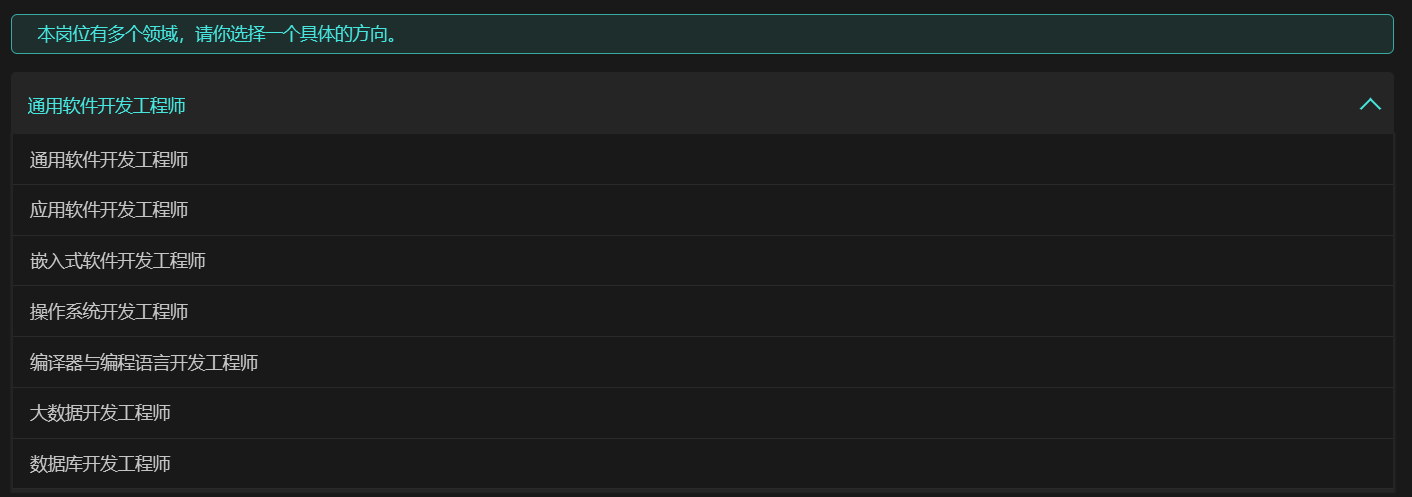 本岗位有多个领域，请你选择一个具体的方向。
通用软件开发工程师
通用软件开发工程师
应用软件开发工程师
嵌入式软件开发工程师
操作系统开发工程师
编译器与编程语言开发工程师
大数据开发工程师
数据库开发工程师